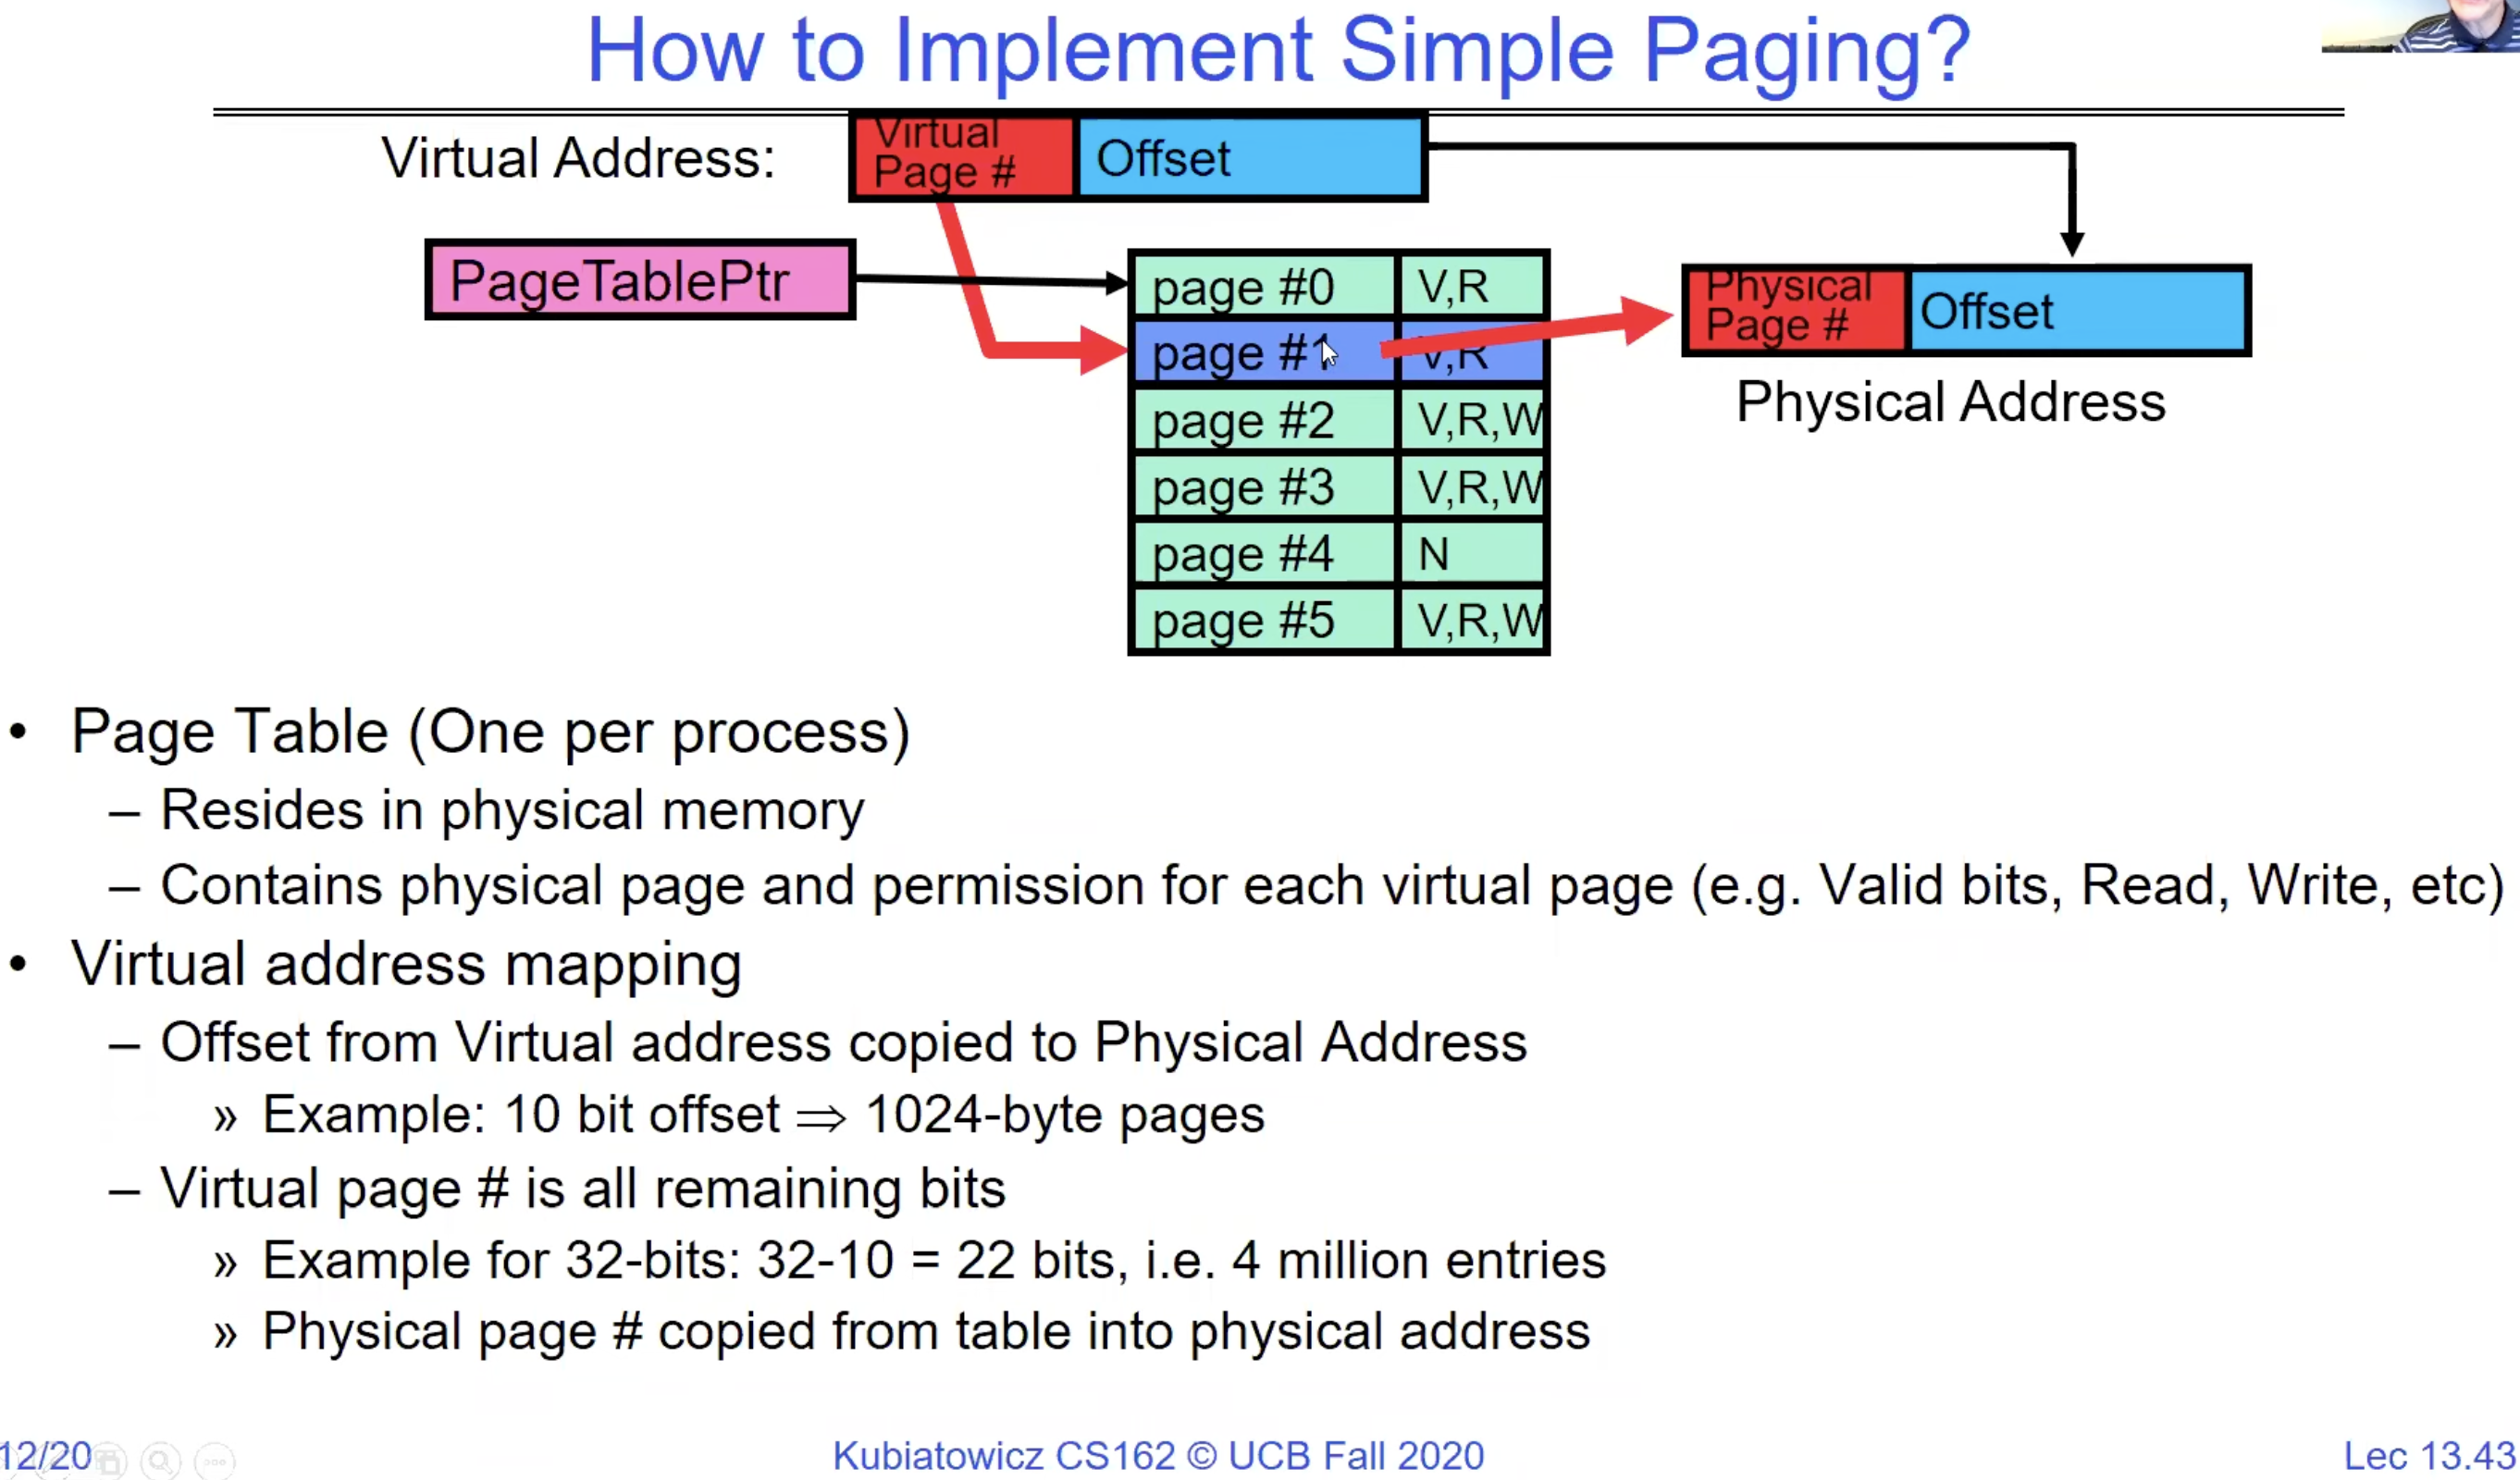 How to Implement Simple Paging?
Virtual Address:
Virtual
Page #
Offset
PageTablePtr
page #0 V,R
page #1 V,R
page #2 V,R,W
page #3 V,R,W
page #4 N
page #5 V,R,W
Physical
Page #
Offset
Physical Address
• Page Table (One per process)
– Resides in physical memory
– Contains physical page and permission for each virtual page (e.g. Valid bits, Read, Write, etc)
• Virtual address mapping
– Offset from Virtual address copied to Physical Address
» Example: 10 bit offset ⇒ 1024-byte pages
– Virtual page # is all remaining bits
» Example for 32-bits: 32-10 = 22 bits, i.e. 4 million entries
» Physical page # copied from table into physical address
12/20
Kubiatowicz CS162 © UCB Fall 2020
Lec 13.43